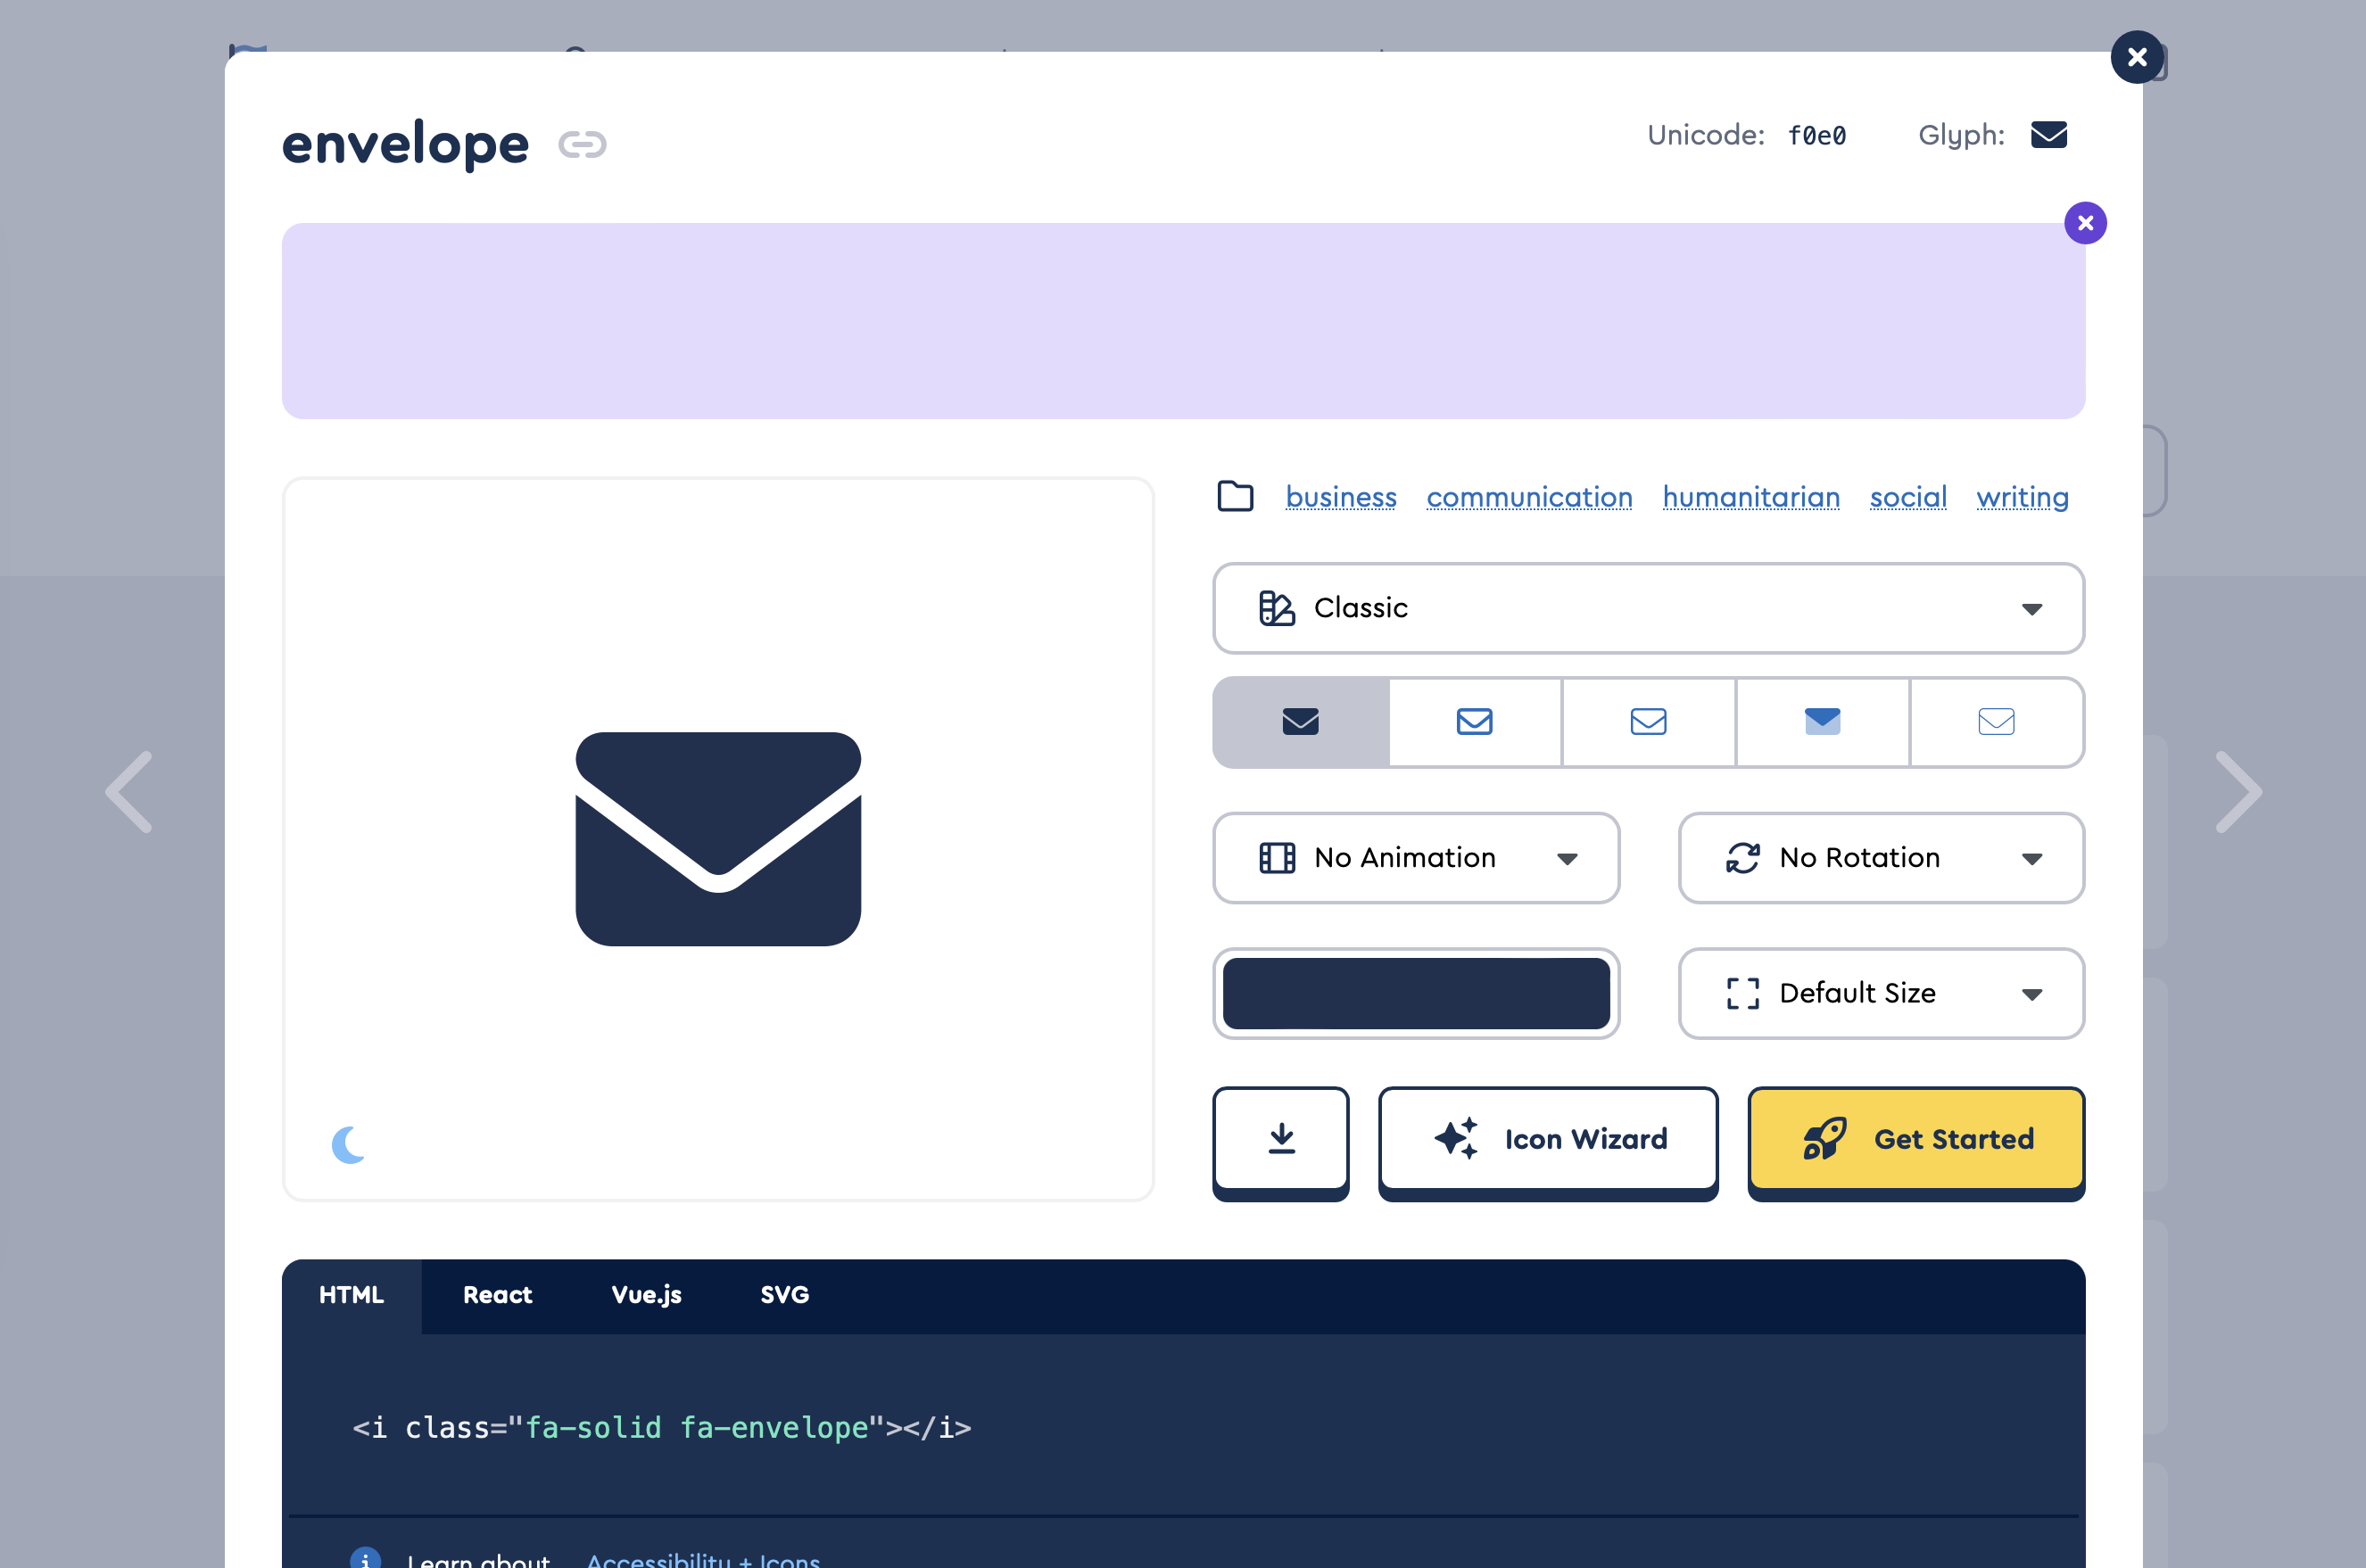 envelope
Unicode: f0e0 Glyph:
business communication humanitarian social writing
Classic
No Animation
No Rotation
Default Size
Icon Wizard
Get Started
HTML React Vue.js SVG
<i class="fa-solid fa-envelope"></i>
Learn about Accessibility + Icons